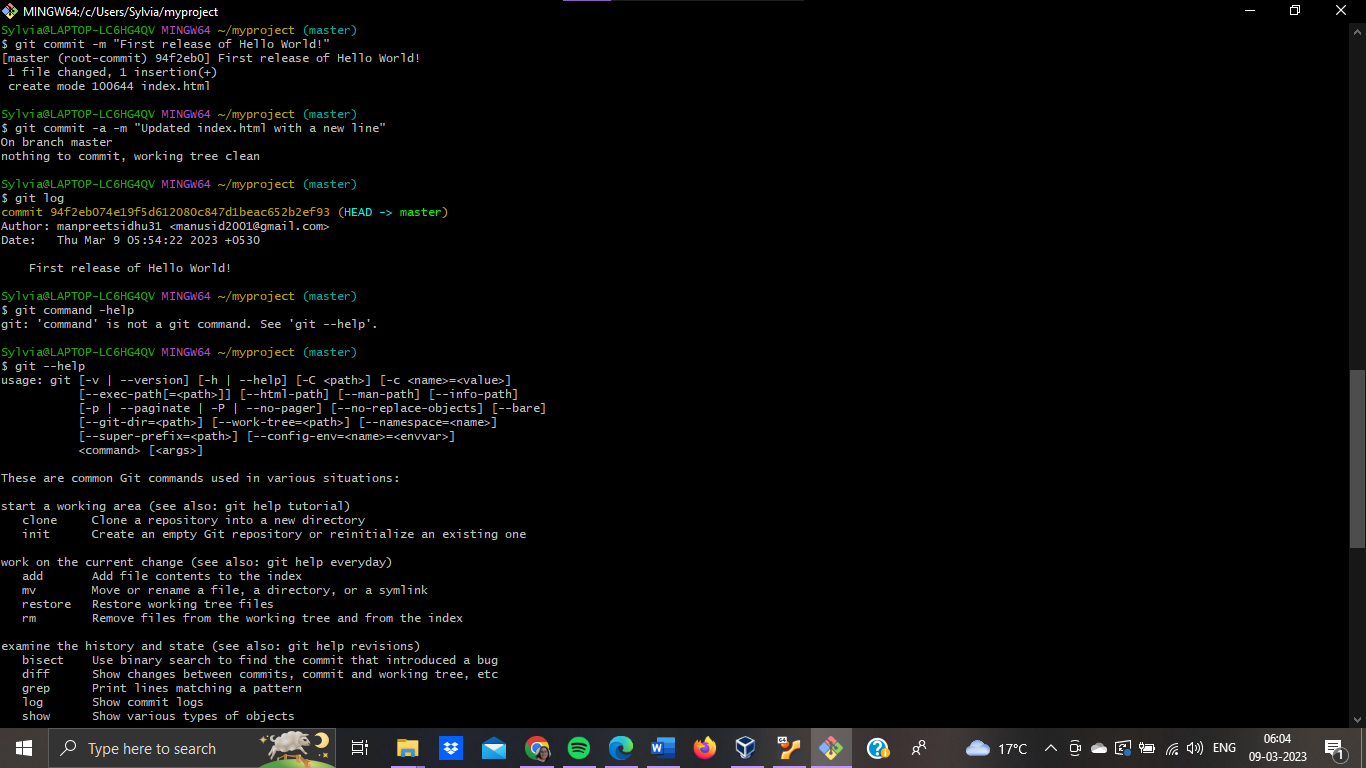 MINGW64:/c/Users/Sylvia/myproject
Sylvia@LAPTOP-LC6HG4QV MINGW64 ~/myproject (master)
$ git commit -m "First release of Hello World!"
[master (root-commit) 94f2eb0] First release of Hello World!
 1 file changed, 1 insertion(+)
 create mode 100644 index.html
Sylvia@LAPTOP-LC6HG4QV MINGW64 ~/myproject (master)
$ git commit -a -m "Updated index.html with a new line"
On branch master
nothing to commit, working tree clean
Sylvia@LAPTOP-LC6HG4QV MINGW64 ~/myproject (master)
$ git log
commit 94f2eb074e19f5d612080c847d1beac652b2ef93 (HEAD -> master)
Author: manpreetsidhu31 <manusid2001@gmail.com>
Date:   Thu Mar 9 05:54:22 2023 +0530
    First release of Hello World!
Sylvia@LAPTOP-LC6HG4QV MINGW64 ~/myproject (master)
$ git command -help
git: 'command' is not a git command. See 'git --help'.
Sylvia@LAPTOP-LC6HG4QV MINGW64 ~/myproject (master)
$ git --help
usage: git [-v | --version] [-h | --help] [-C <path>] [-c <name>=<value>]
           [--exec-path[=<path>]] [--html-path] [--man-path] [--info-path]
           [-p | --paginate | -P | --no-pager] [--no-replace-objects] [--bare]
           [--git-dir=<path>] [--work-tree=<path>] [--namespace=<name>]
           [--super-prefix=<path>] [--config-env=<name>=<envvar>]
           <command> [<args>]
These are common Git commands used in various situations:
start a working area (see also: git help tutorial)
   clone     Clone a repository into a new directory
   init      Create an empty Git repository or reinitialize an existing one
work on the current change (see also: git help everyday)
   add       Add file contents to the index
   mv        Move or rename a file, a directory, or a symlink
   restore   Restore working tree files
   rm        Remove files from the working tree and from the index
examine the history and state (see also: git help revisions)
   bisect    Use binary search to find the commit that introduced a bug
   diff      Show changes between commits, commit and working tree, etc
   grep      Print lines matching a pattern
   log       Show commit logs
   show      Show various types of objects
Type here to search
64
17°C
ENG
06:04
09-03-2023
1